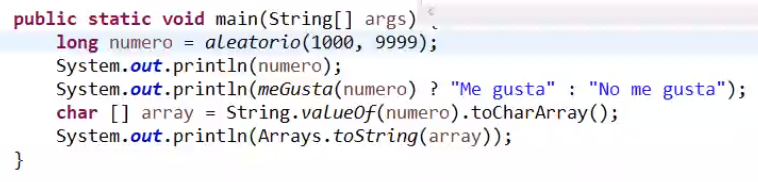 public static void main(String[] args) {
long numero = aleatorio(1000, 9999);
System.out.println(numero);
System.out.println(meGusta(numero) ? "Me gusta" : "No me gusta");
char [] array = String.valueOf(numero).toCharArray();
System.out.println(Arrays.toString(array));
}